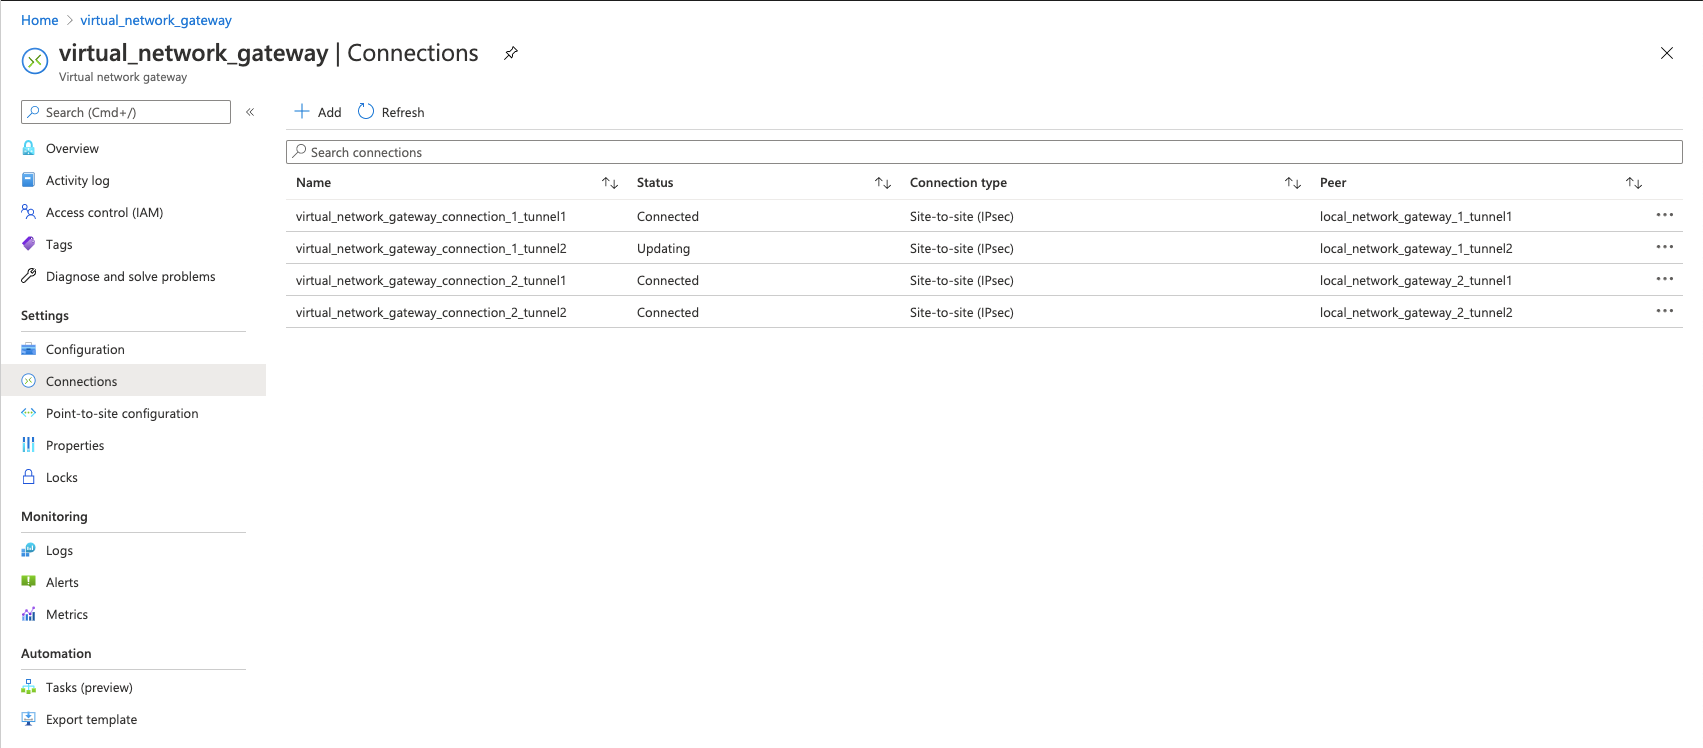 Home > virtual_network_gateway
virtual_network_gateway | Connections
Virtual network gateway
Search (Cmd+/)
«
Overview
Activity log
Access control (IAM)
Tags
Diagnose and solve problems
Settings
Configuration
Connections
Point-to-site configuration
Properties
Locks
Monitoring
Logs
Alerts
Metrics
Automation
Tasks (preview)
Export template
Add Refresh
Search connections
Name Status Connection type Peer
virtual_network_gateway_connection_1_tunnel1 Connected Site-to-site (IPsec) local_network_gateway_1_tunnel1
virtual_network_gateway_connection_1_tunnel2 Updating Site-to-site (IPsec) local_network_gateway_1_tunnel2
virtual_network_gateway_connection_2_tunnel1 Connected Site-to-site (IPsec) local_network_gateway_2_tunnel1
virtual_network_gateway_connection_2_tunnel2 Connected Site-to-site (IPsec) local_network_gateway_2_tunnel2